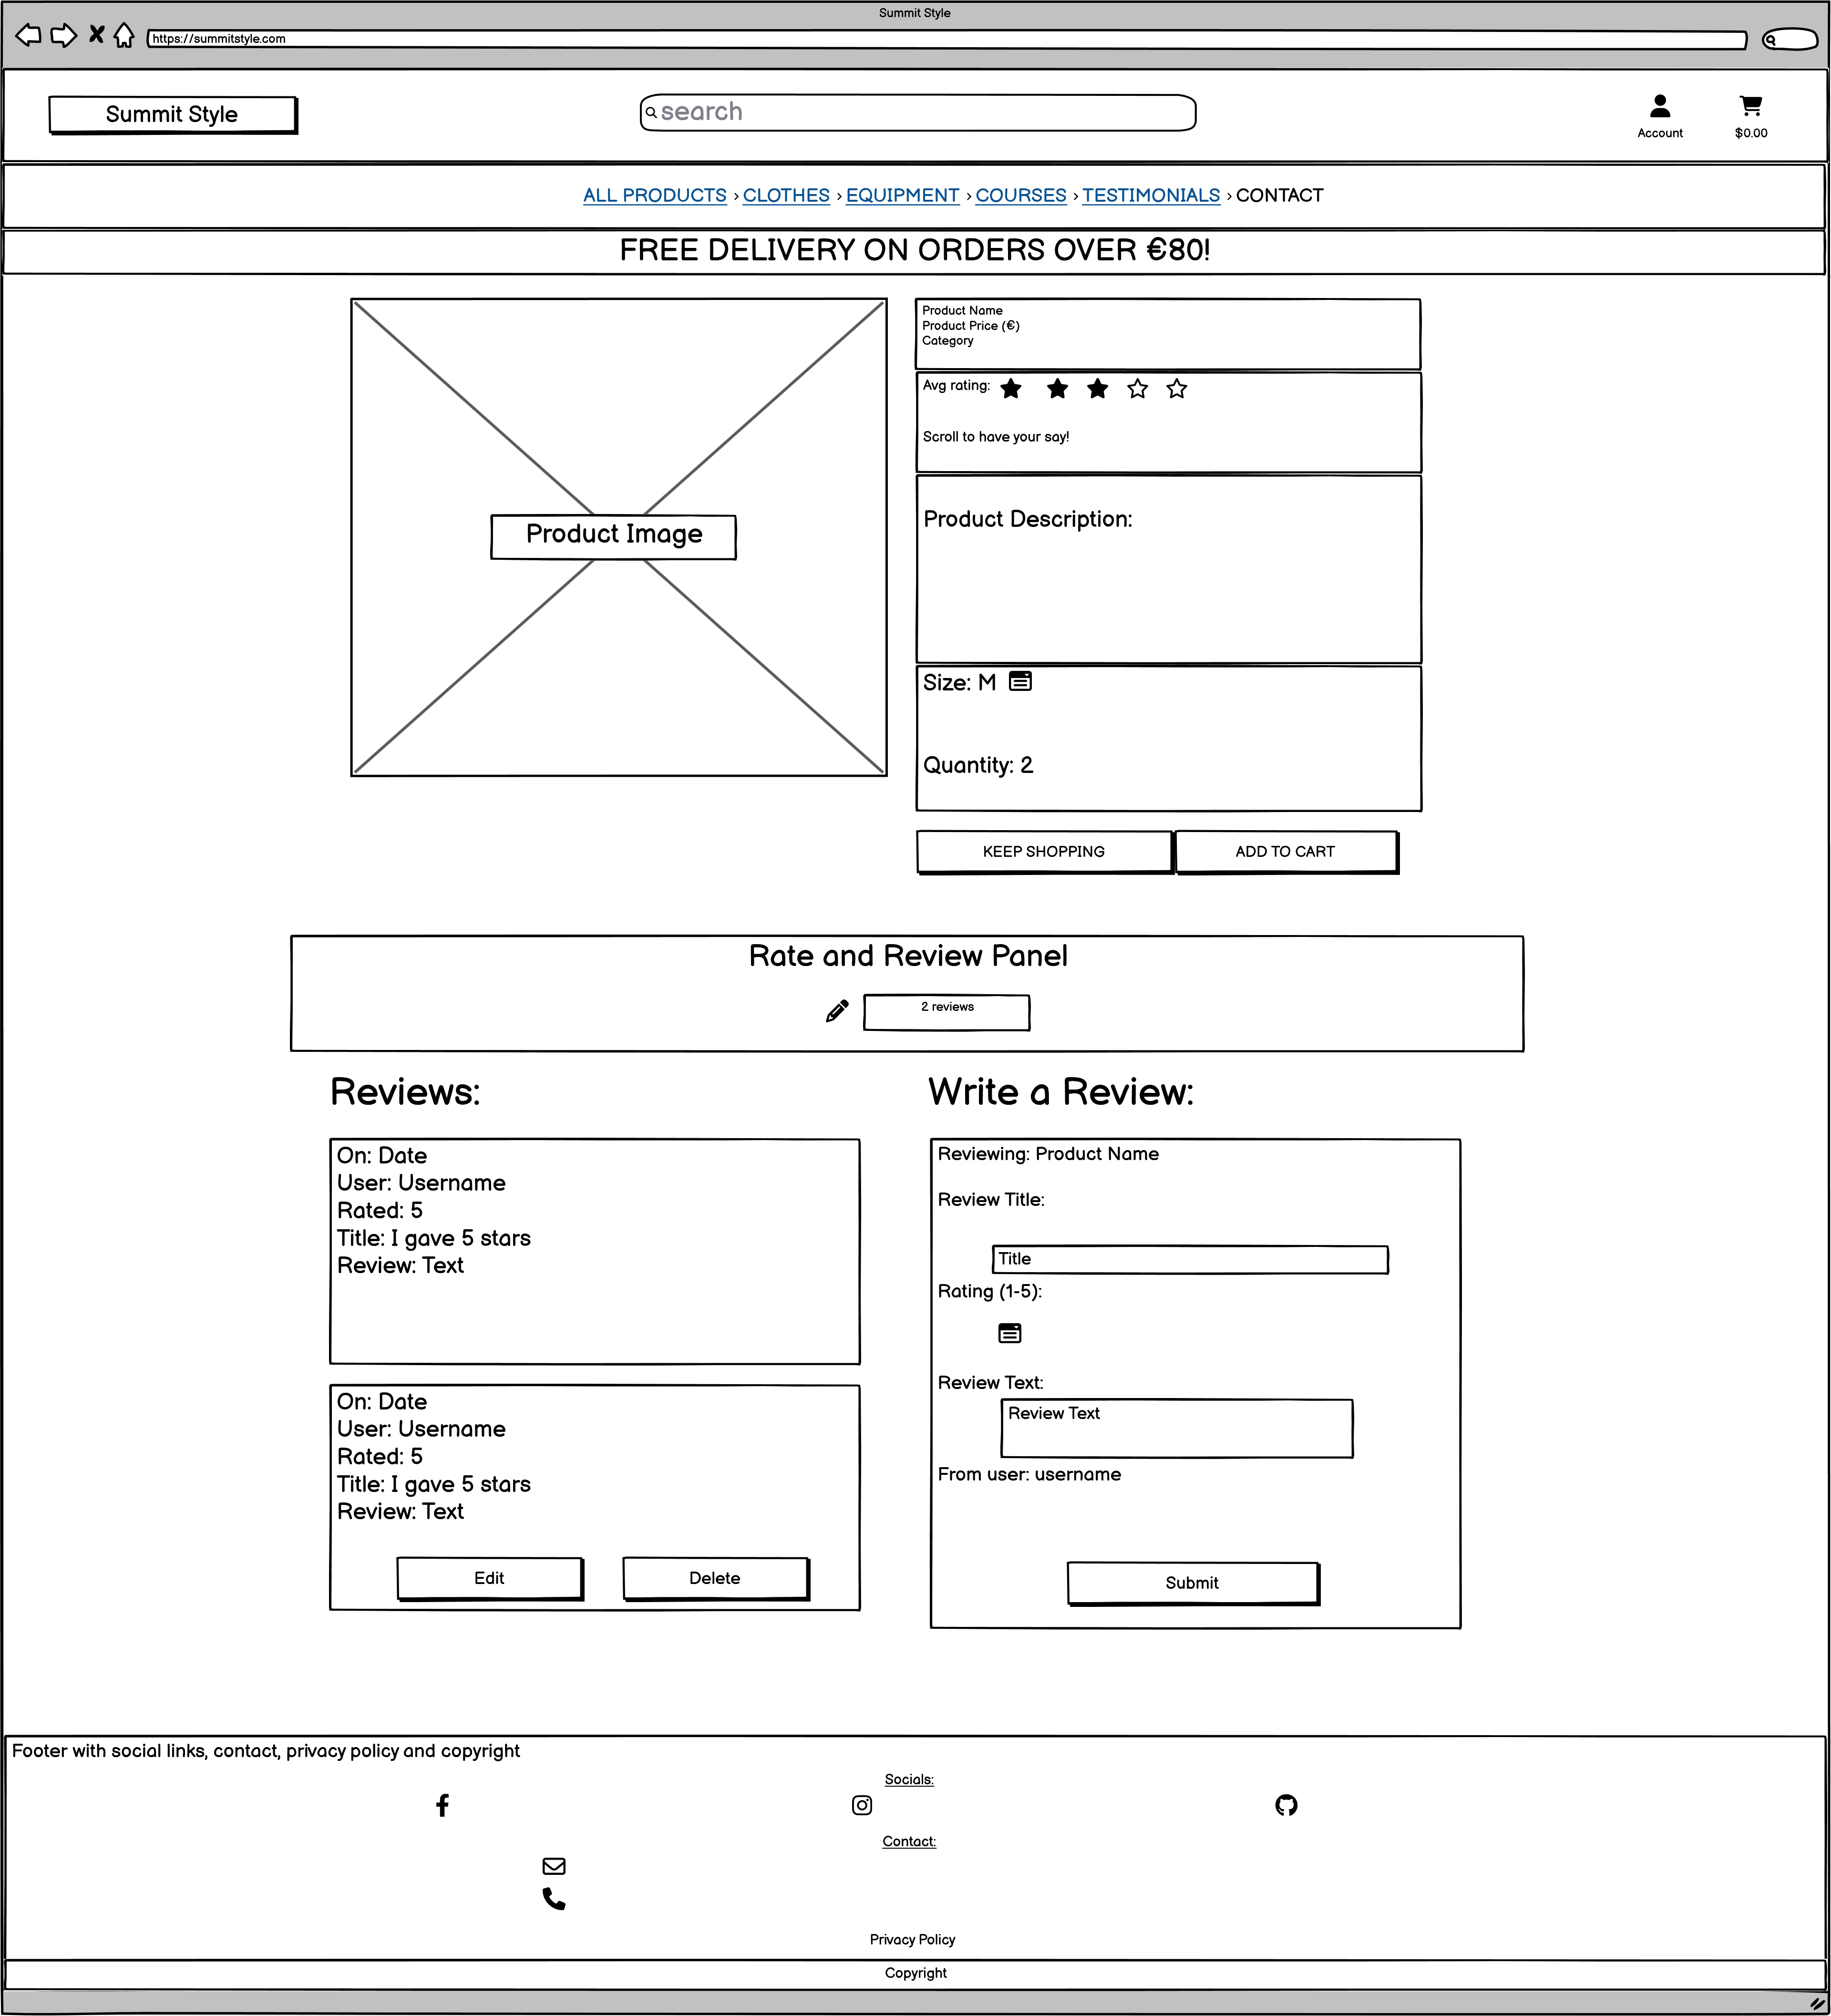 Summit Style
https://summitstyle.com
Summit Style
search
Account
$0.00
ALL PRODUCTS › CLOTHES › EQUIPMENT › COURSES › TESTIMONIALS › CONTACT
FREE DELIVERY ON ORDERS OVER €80!
Product Image
Product Name
Product Price (€)
Category
Avg rating:
Scroll to have your say!
Product Description:
Size: M
Quantity: 2
KEEP SHOPPING
ADD TO CART
Rate and Review Panel
2 reviews
Reviews:
On: Date
User: Username
Rated: 5
Title: I gave 5 stars
Review: Text
On: Date
User: Username
Rated: 5
Title: I gave 5 stars
Review: Text
Edit
Delete
Write a Review:
Reviewing: Product Name
Review Title:
Title
Rating (1-5):
Review Text:
Review Text
From user: username
Submit
Footer with social links, contact, privacy policy and copyright
Socials:
Contact:
Privacy Policy
Copyright